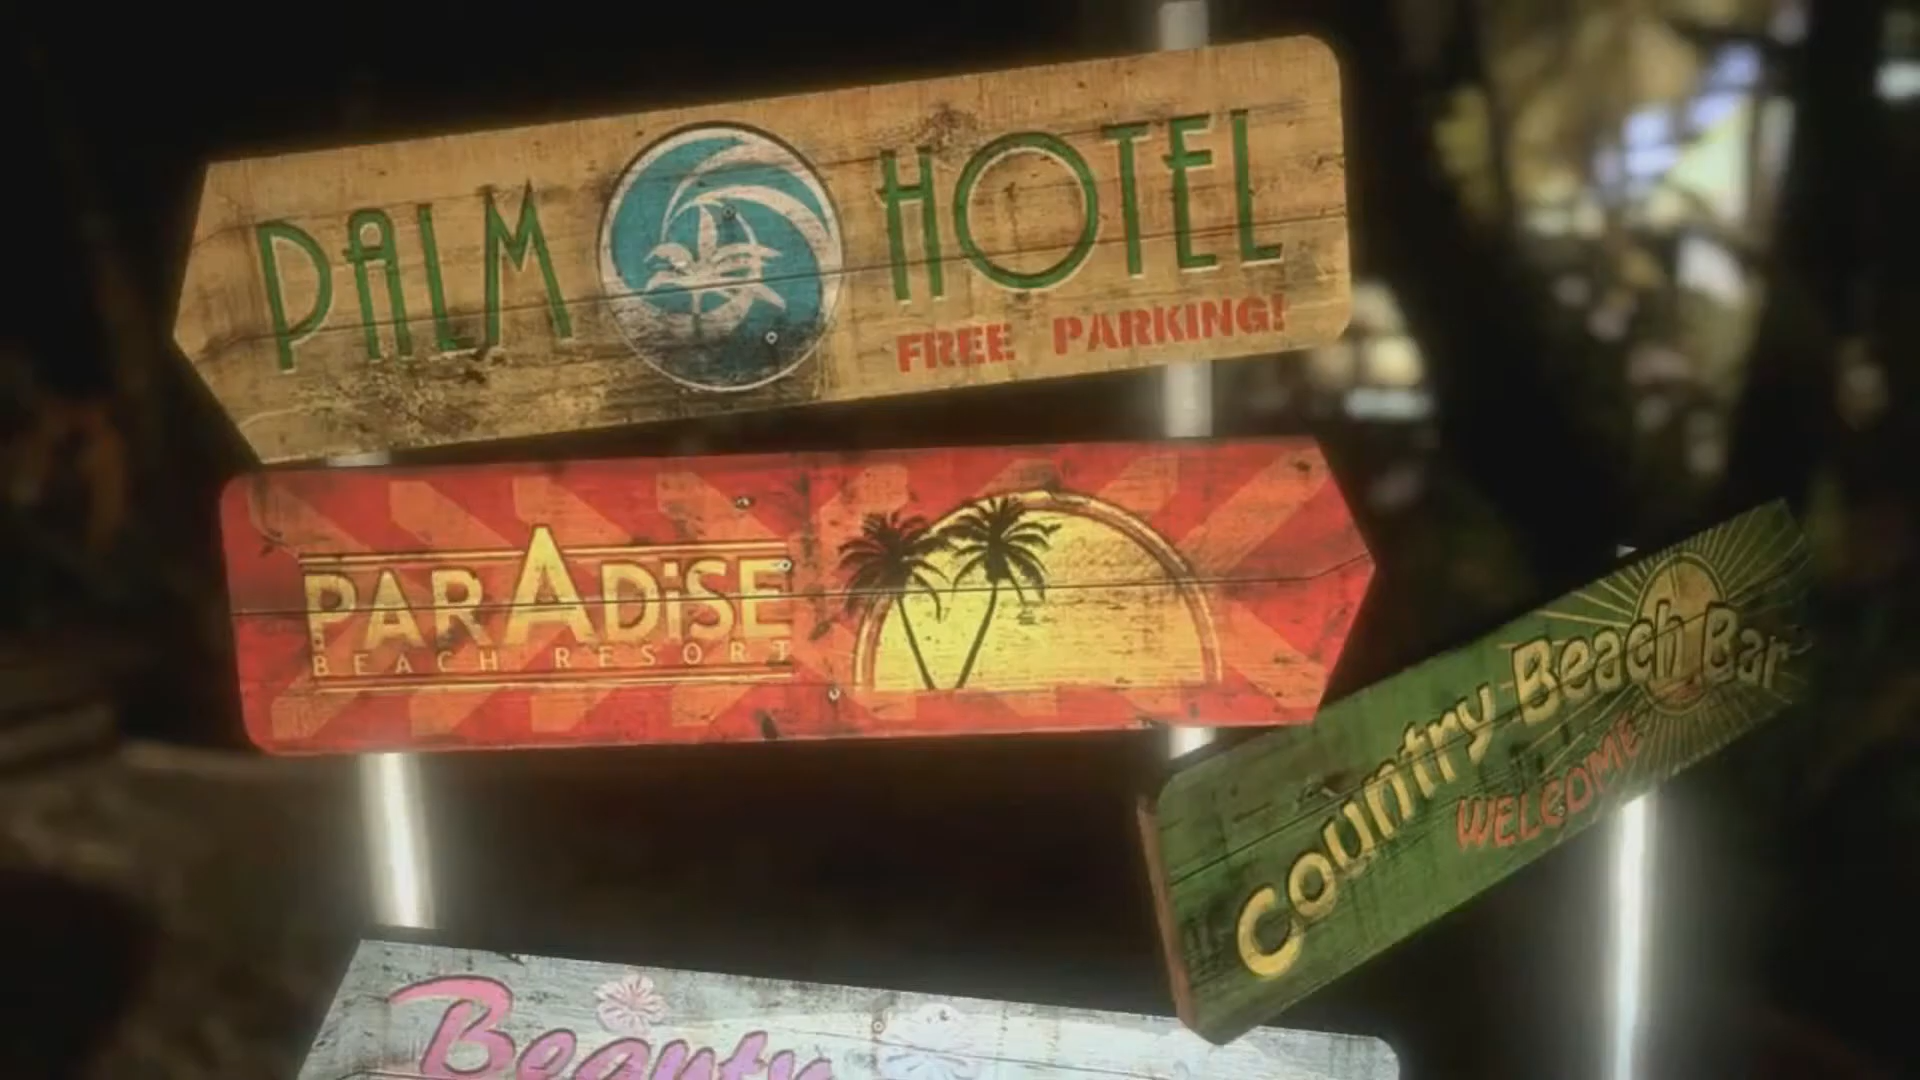 PALM HOTEL
FREE PARKING!
PARADiSE
BEACH RESORT
Country Beach Bar
WELCOME
Beauty